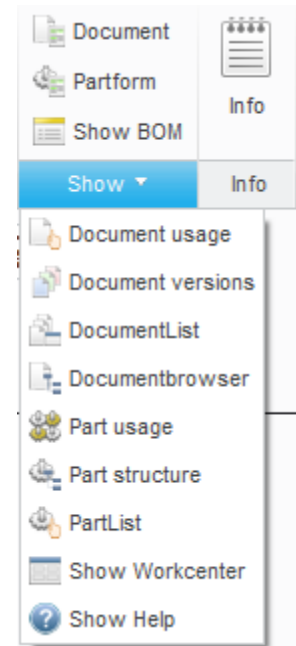 Document
Partform
Show BOM
Info
Show
Info
Document usage
Document versions
DocumentList
Documentbrowser
Part usage
Part structure
PartList
Show Workcenter
Show Help